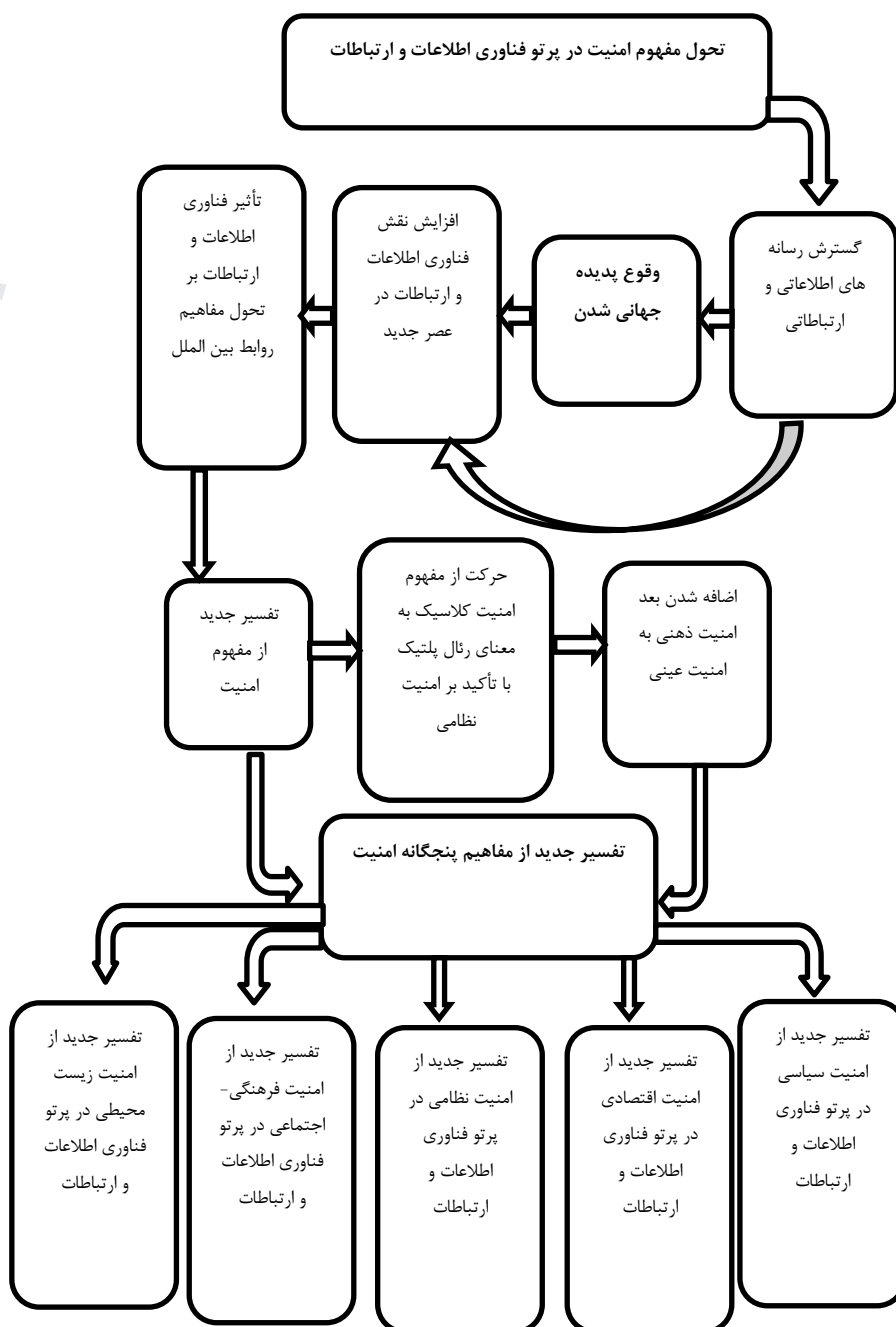 تحول مفهوم امنیت در پرتو فناوری اطلاعات و ارتباطات
گسترش رسانه
های اطلاعاتی و
ارتباطاتی
وقوع پدیده
جهانی شدن
افزایش نقش
فناوری اطلاعات
و ارتباطات در
عصر جدید
تأثیر فناوری
اطلاعات و
ارتباطات بر
تحول مفاهیم
روابط بین الملل
تفسیر جدید
از مفهوم
امنیت
حرکت از مفهوم
امنیت کلاسیک به
معنای رئال پلتیک
با تأکید بر امنیت
نظامی
اضافه شدن بعد
امنیت ذهنی به
امنیت عینی
تفسیر جدید از مفاهیم پنجگانه امنیت
تفسیر جدید از
امنیت سیاسی
در پرتو فناوری
اطلاعات و
ارتباطات
تفسیر جدید از
امنیت اقتصادی
در پرتو فناوری
اطلاعات و
ارتباطات
تفسیر جدید از
امنیت نظامی در
پرتو فناوری
اطلاعات و
ارتباطات
تفسیر جدید از
امنیت فرهنگی-
اجتماعی در پرتو
فناوری اطلاعات
و ارتباطات
تفسیر جدید از
امنیت زیست
محیطی در پرتو
فناوری اطلاعات
و ارتباطات